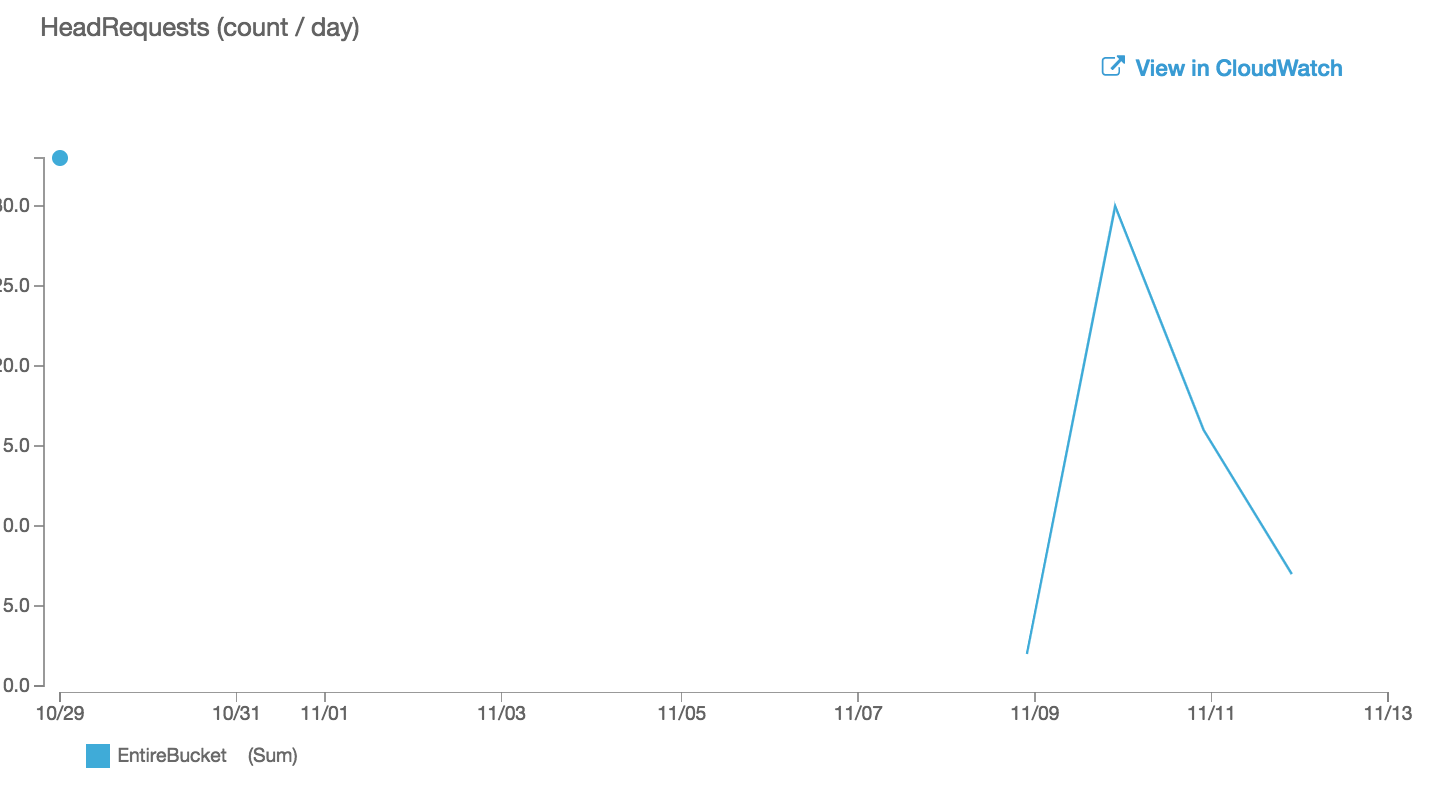 HeadRequests (count / day)
View in CloudWatch
30.0
25.0
20.0
5.0
0.0
5.0
0.0
10/29 10/31 11/01 11/03 11/05 11/07 11/09 11/11 11/13
EntireBucket (Sum)